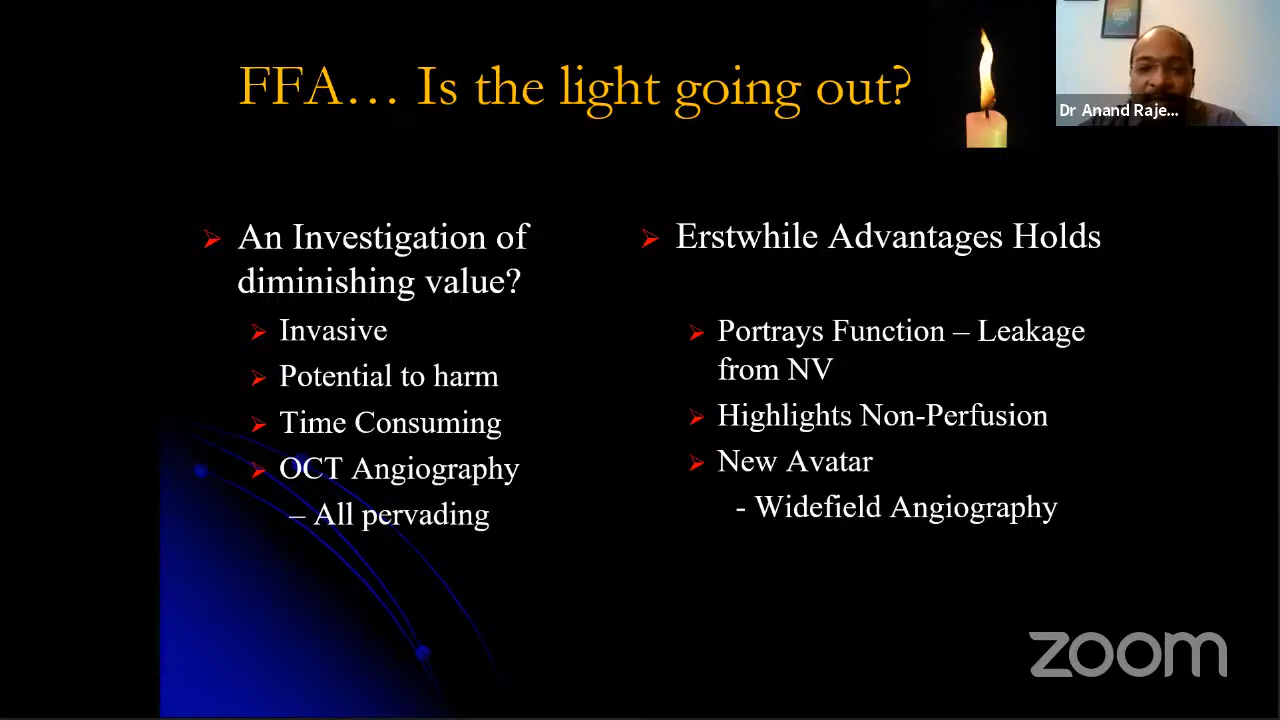 FFA… Is the light going out?
Dr Anand Raje...
An Investigation of
diminishing value?
Invasive
Potential to harm
Time Consuming
OCT Angiography
– All pervading
Erstwhile Advantages Holds
Portrays Function – Leakage
from NV
Highlights Non-Perfusion
New Avatar
- Widefield Angiography
zoom